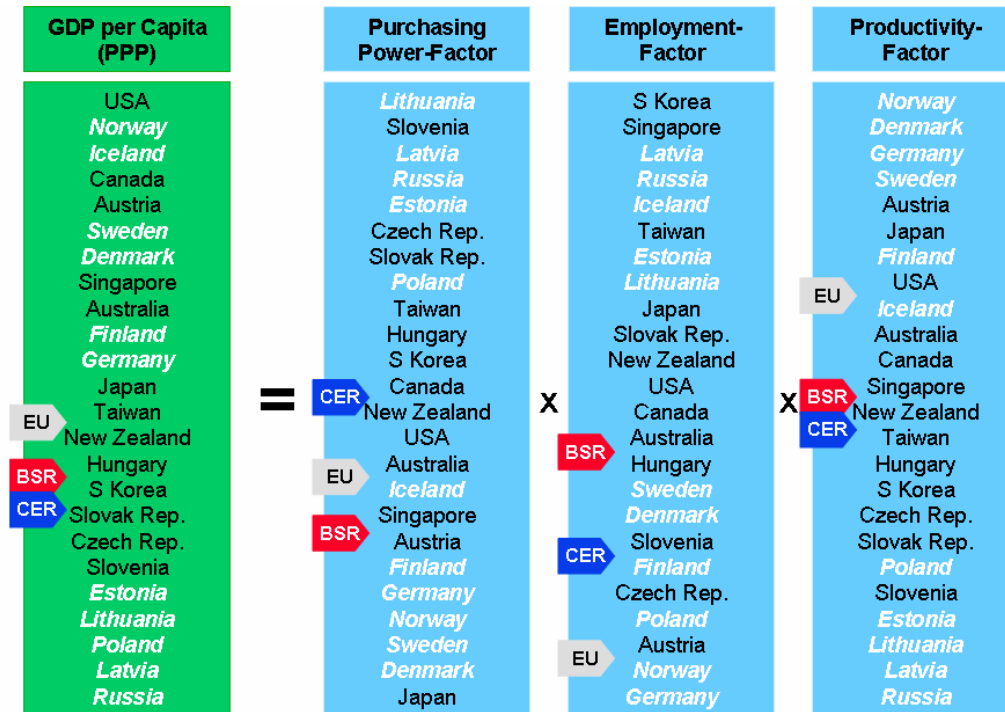 GDP per Capita
(PPP)
USA
Norway
Iceland
Canada
Austria
Sweden
Denmark
Singapore
Australia
Finland
Germany
Japan
Taiwan
EU
New Zealand
Hungary
BSR
S Korea
CER
Slovak Rep.
Czech Rep.
Slovenia
Estonia
Lithuania
Poland
Latvia
Russia
=
Purchasing
Power-Factor
Lithuania
Slovenia
Latvia
Russia
Estonia
Czech Rep.
Slovak Rep.
Poland
Taiwan
Hungary
S Korea
CER
Canada
New Zealand
USA
Australia
EU
Iceland
Singapore
BSR
Austria
Finland
Germany
Norway
Sweden
Denmark
Japan
x
Employment-
Factor
S Korea
Singapore
Latvia
Russia
Iceland
Taiwan
Estonia
Lithuania
Japan
Slovak Rep.
New Zealand
USA
Canada
Australia
BSR
Hungary
Sweden
Denmark
Slovenia
CER
Finland
Czech Rep.
Poland
Austria
EU
Norway
Germany
x
Productivity-
Factor
Norway
Denmark
Germany
Sweden
Austria
Japan
Finland
USA
EU
Iceland
Australia
Canada
Singapore
BSR
New Zealand
CER
Taiwan
Hungary
S Korea
Czech Rep.
Slovak Rep.
Poland
Slovenia
Estonia
Lithuania
Latvia
Russia